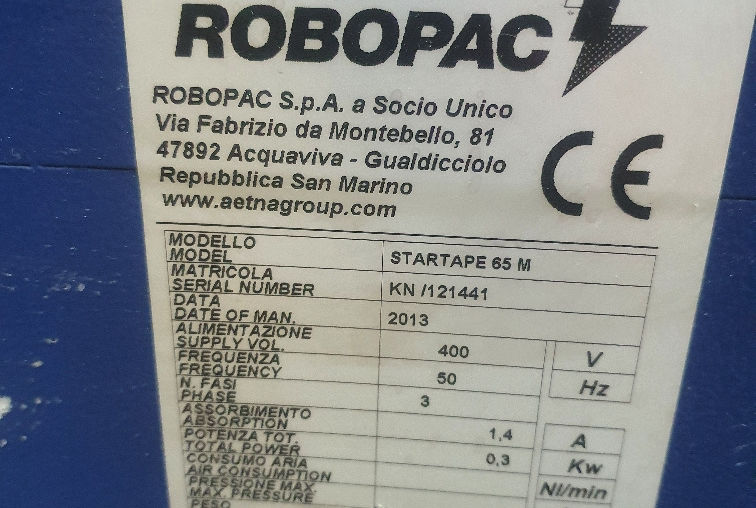 ROBOPAC
ROBOPAC S.p.A. a Socio Unico
Via Fabrizio da Montebello, 81
47892 Acquaviva - Gualdicciolo
Repubblica San Marino
www.aetnagroup.com
CE
MODELLO
MODEL STARTAPE 65 M
MATRICOLA
SERIAL NUMBER KN /121441
DATA
DATE OF MAN. 2013
ALIMENTAZIONE
SUPPLY VOL. 400 V
FREQUENZA
FREQUENCY 50 Hz
N. FASI
PHASE 3
ASSORBIMENTO
ABSORPTION 1,4 A
POTENZA TOT.
TOTAL POWER 0,3 Kw
CONSUMO ARIA
AIR CONSUMPTION Nl/min
PRESSIONE MAX
MAX. PRESSURE
PESO